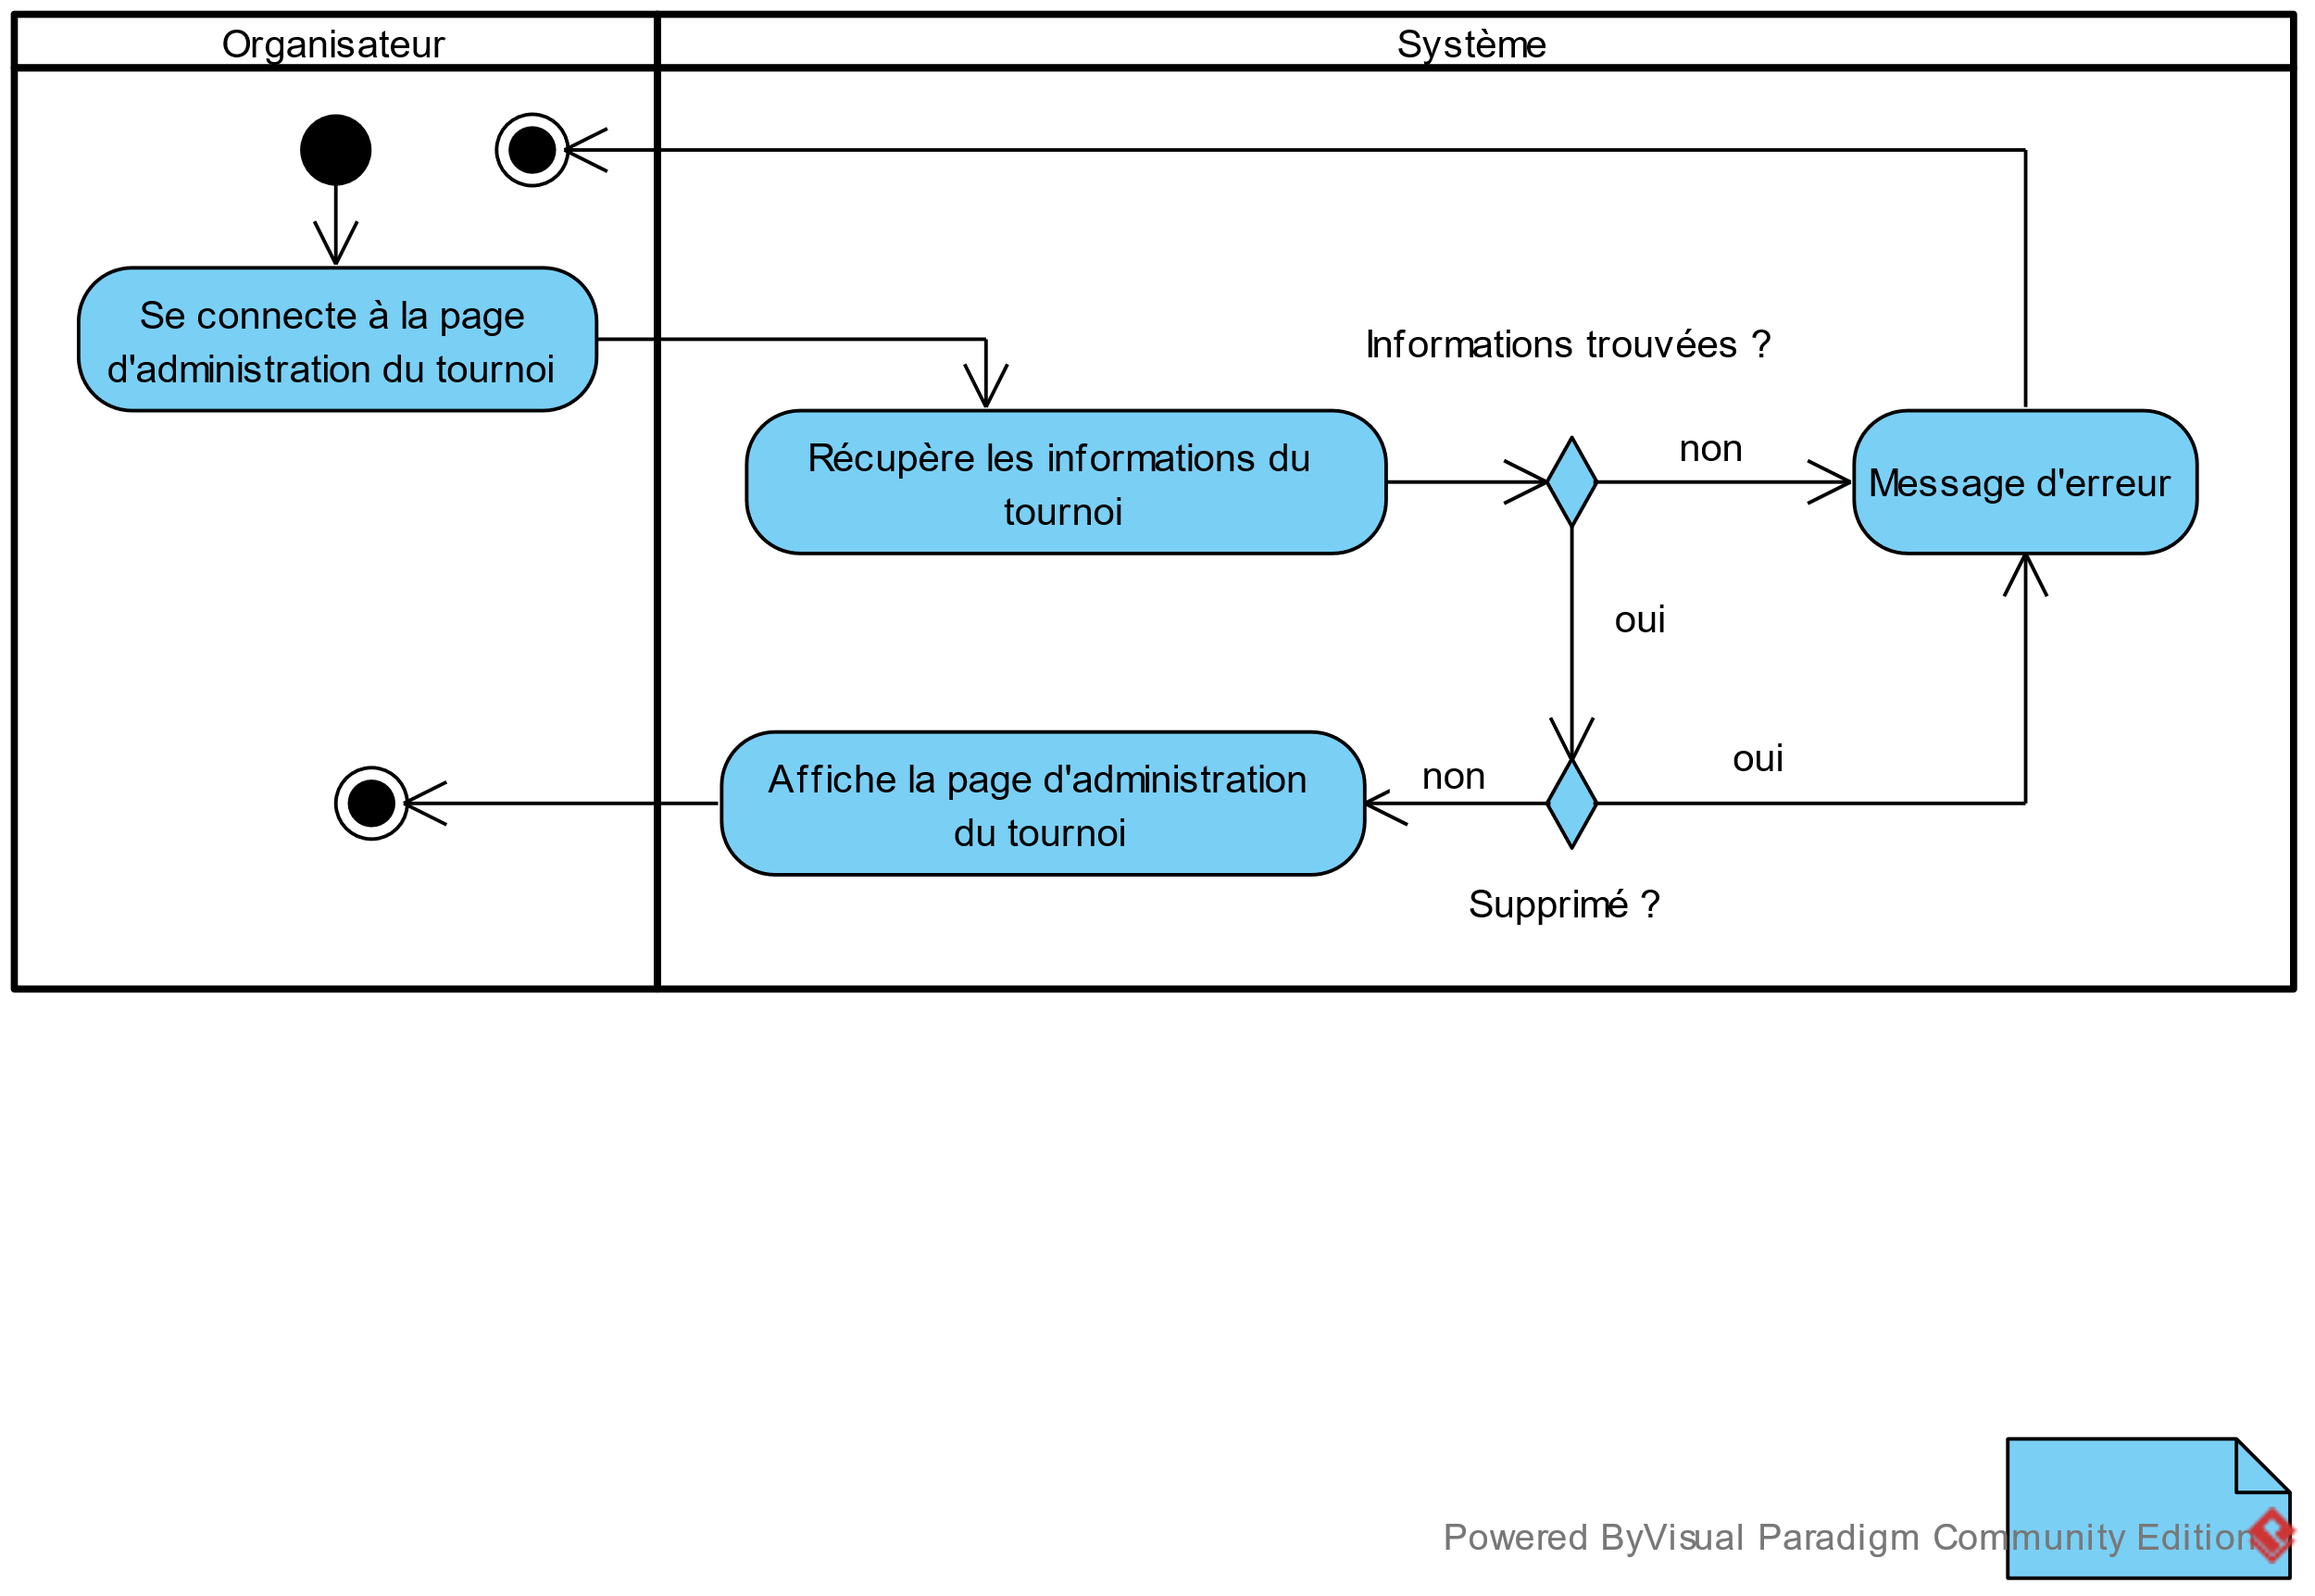 Organisateur
Système
Se connecte à la page
d'administration du tournoi
Informations trouvées ?
Récupère les informations du
tournoi
non
Message d'erreur
oui
Affiche la page d'administration
du tournoi
non
oui
Supprimé ?
Powered ByVisual Paradigm Community Edition